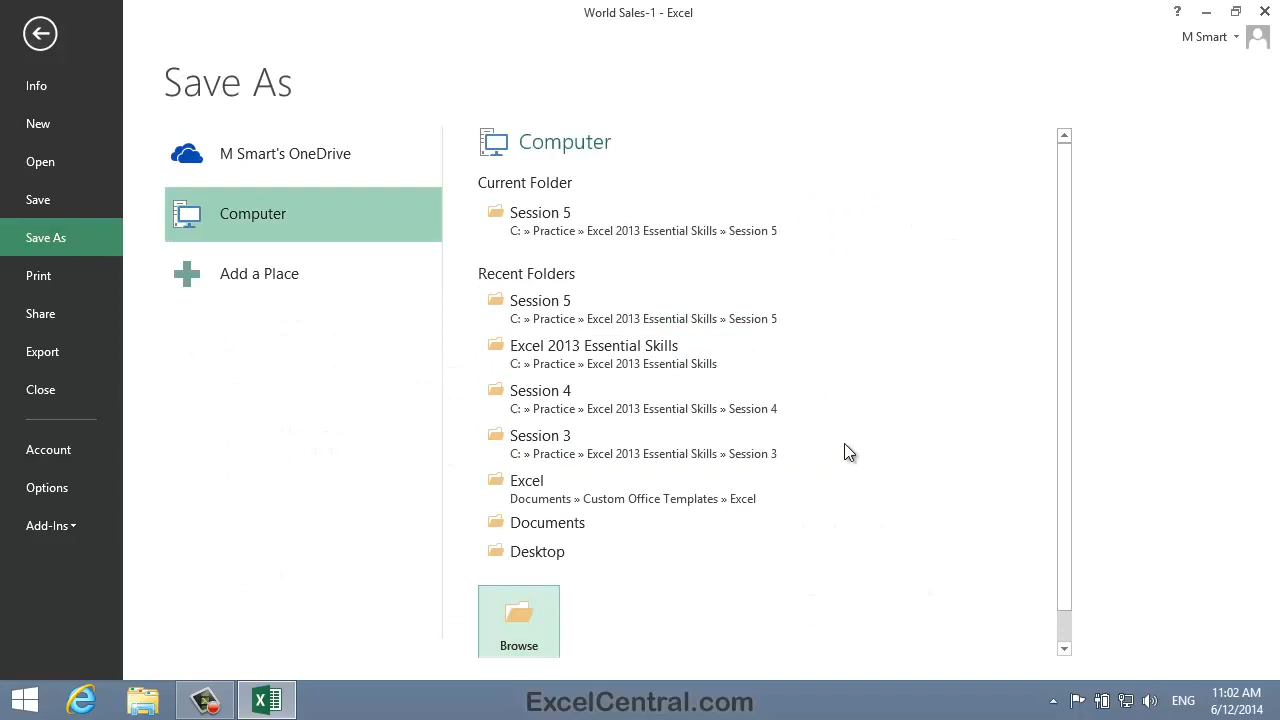 World Sales-1 - Excel
?
M Smart
Info
New
Open
Save
Save As
Print
Share
Export
Close
Account
Options
Add-Ins
Save As
M Smart's OneDrive
Computer
Add a Place
Computer
Current Folder
Session 5
C: » Practice » Excel 2013 Essential Skills » Session 5
Recent Folders
Session 5
C: » Practice » Excel 2013 Essential Skills » Session 5
Excel 2013 Essential Skills
C: » Practice » Excel 2013 Essential Skills
Session 4
C: » Practice » Excel 2013 Essential Skills » Session 4
Session 3
C: » Practice » Excel 2013 Essential Skills » Session 3
Excel
Documents » Custom Office Templates » Excel
Documents
Desktop
Browse
ExcelCentral.com
ENG
11:02 AM
6/12/2014